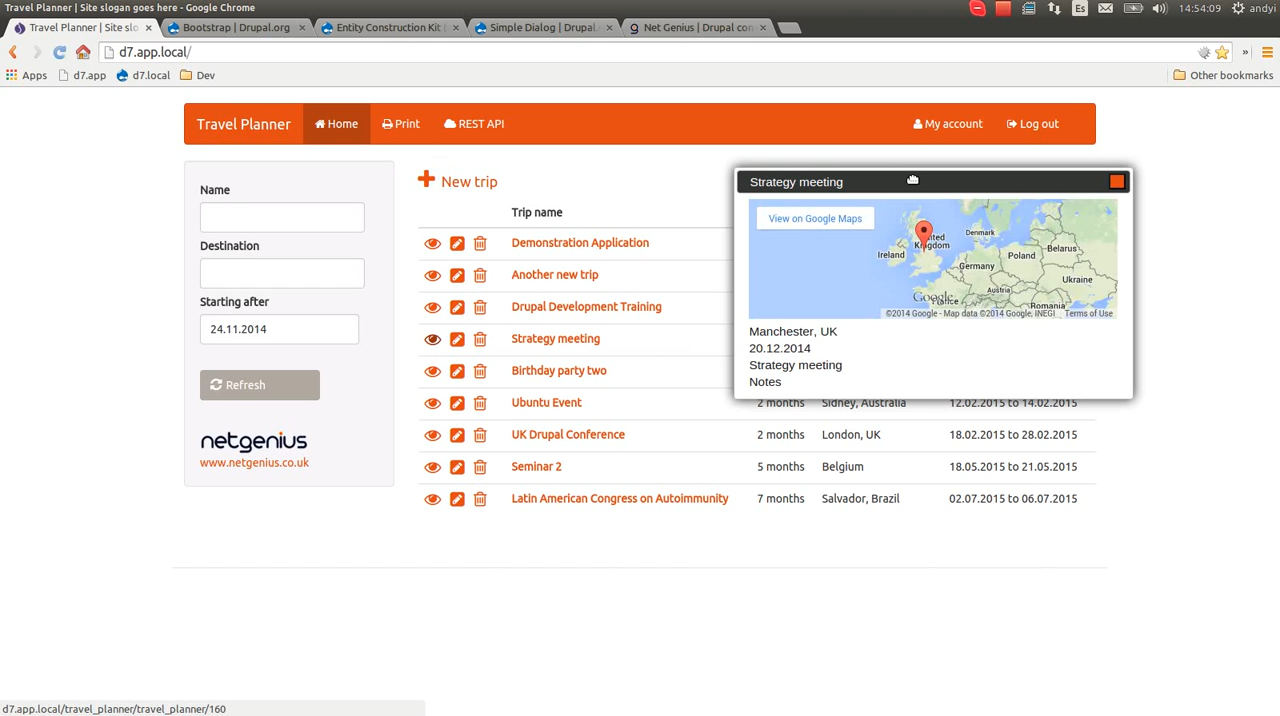 Travel Planner | Site slogan goes here - Google Chrome
Es
14:54:09
andyi
Travel Planner | Site slo
Bootstrap | Drupal.org
Entity Construction Kit |
Simple Dialog | Drupal.
Net Genius | Drupal con
d7.app.local/
Apps
d7.app
d7.local
Dev
Other bookmarks
Travel Planner
Home
Print
REST API
My account
Log out
Name
Destination
Starting after
24.11.2014
Refresh
netgenius
www.netgenius.co.uk
New trip
Trip name
Demonstration Application
Another new trip
Drupal Development Training
Strategy meeting
Birthday party two
Ubuntu Event 2 months Sidney, Australia 12.02.2015 to 14.02.2015
UK Drupal Conference 2 months London, UK 18.02.2015 to 28.02.2015
Seminar 2 5 months Belgium 18.05.2015 to 21.05.2015
Latin American Congress on Autoimmunity 7 months Salvador, Brazil 02.07.2015 to 06.07.2015
Strategy meeting
View on Google Maps
United
Kingdom
Denmark
Ireland
Poland
Belarus
Germany
Ukraine
Austria
France
Romania
Google
©2014 Google - Map data ©2014 Google, INEGI
Terms of Use
Manchester, UK
20.12.2014
Strategy meeting
Notes
d7.app.local/travel_planner/travel_planner/160